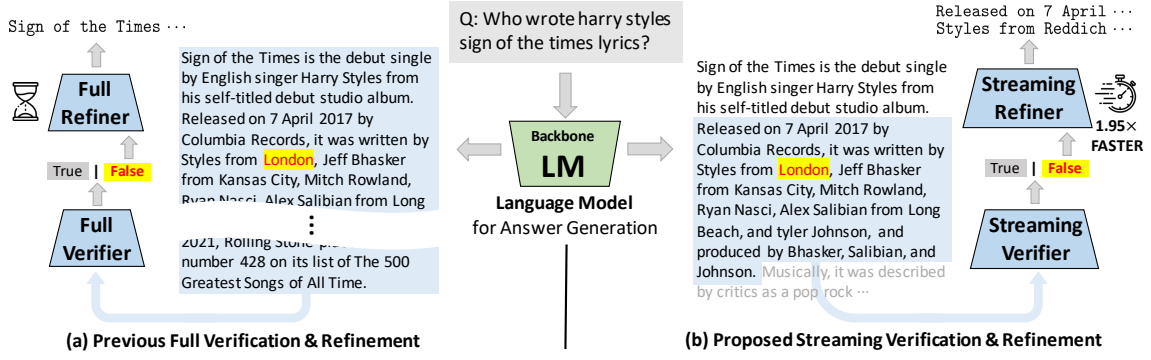 Sign of the Times ...
Full
Refiner
True | False
Full
Verifier
Sign of the Times is the debut single
by English singer Harry Styles from
his self-titled debut studio album.
Released on 7 April 2017 by
Columbia Records, it was written by
Styles from London, Jeff Bhasker
from Kansas City, Mitch Rowland,
Ryan Nasci, Alex Salibian from Long
⋮
2021, Rolling Stone
number 428 on its list of The 500
Greatest Songs of All Time.
(a) Previous Full Verification & Refinement
Q: Who wrote harry styles
sign of the times lyrics?
Backbone
LM
Language Model
for Answer Generation
Sign of the Times is the debut single
by English singer Harry Styles from
his self-titled debut studio album.
Released on 7 April 2017 by
Columbia Records, it was written by
Styles from London, Jeff Bhasker
from Kansas City, Mitch Rowland,
Ryan Nasci, Alex Salibian from Long
Beach, and tyler Johnson, and
produced by Bhasker, Salibian, and
Johnson. Musically, it was described
by critics as a pop rock ...
Released on 7 April ...
Styles from Reddich ...
Streaming
Refiner
1.95×
FASTER
True | False
Streaming
Verifier
(b) Proposed Streaming Verification & Refinement